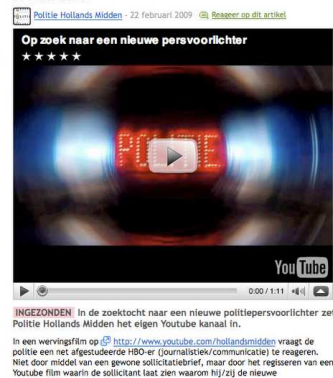 Politie Hollands Midden - 22 februari 2009 Reageer op dit artikel
Op zoek naar een nieuwe persvoorlichter
POLITIE
YouTube
0:00 / 1:11
INGEZONDEN In de zoektocht naar een nieuwe politiepersvoorlichter zet
Politie Hollands Midden het eigen Youtube kanaal in.
In een wervingsfilm op http://www.youtube.com/hollandsmidden vraagt de
politie een net afgestudeerde HBO-er (journalistiek/communicatie) te reageren.
Niet door middel van een gewone sollicitatiebrief, maar door het regisseren van een
Youtube film waarin de sollicitant laat zien waarom hij/zij de nieuwe